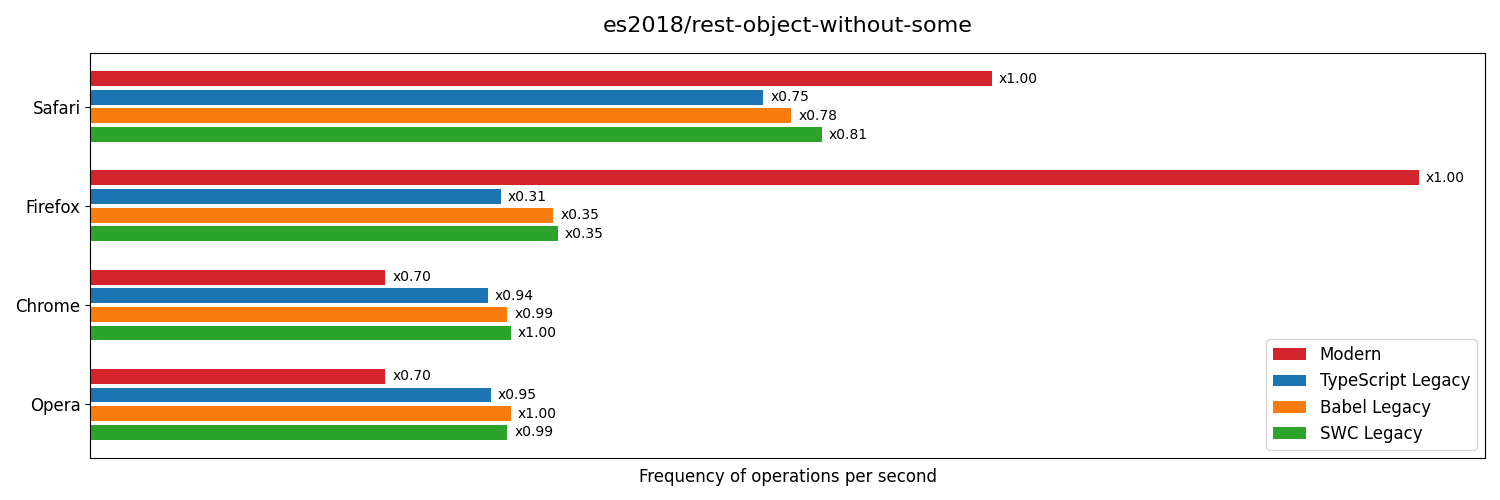 es2018/rest-object-without-some
Safari
x1.00
x0.75
x0.78
x0.81
Firefox
x1.00
x0.31
x0.35
x0.35
Chrome
x0.70
x0.94
x0.99
x1.00
Opera
x0.70
x0.95
x1.00
x0.99
Modern
TypeScript Legacy
Babel Legacy
SWC Legacy
Frequency of operations per second